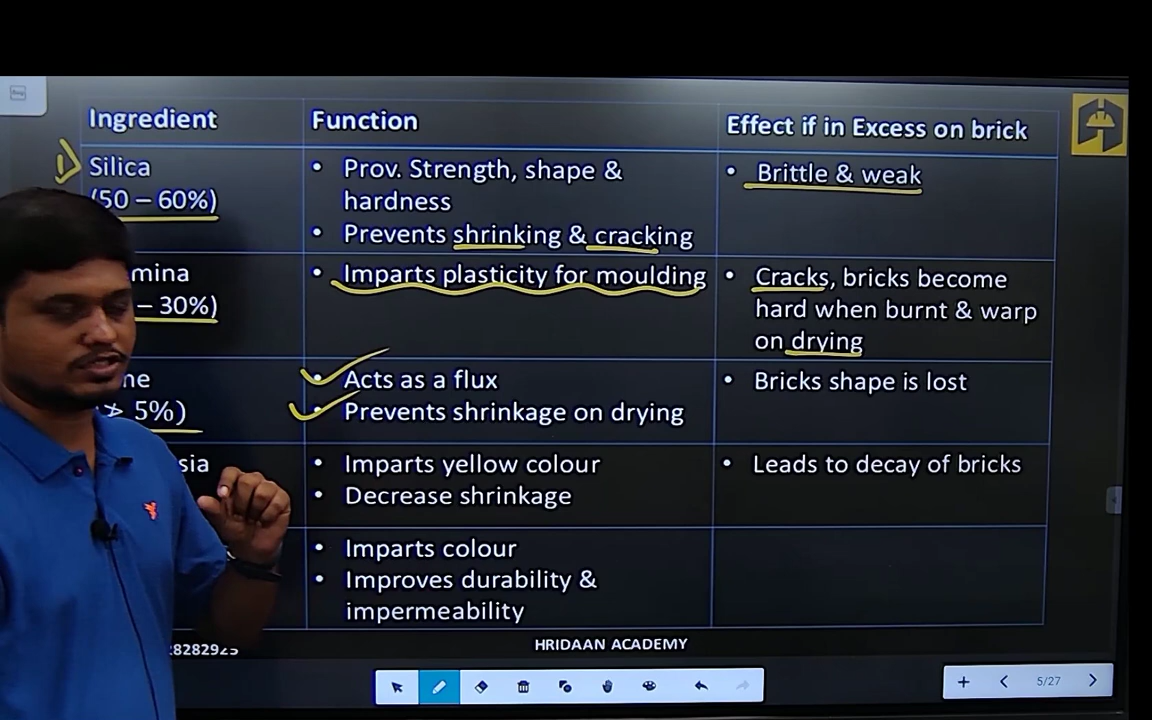 Ingredient Function Effect if in Excess on brick
1) Silica
(50 – 60%)
• Prov. Strength, shape &
hardness
• Prevents shrinking & cracking
• Brittle & weak
mina
– 30%)
• Imparts plasticity for moulding
• Cracks, bricks become
hard when burnt & warp
on drying
ne
≯ 5%)
• Acts as a flux
• Prevents shrinkage on drying
• Bricks shape is lost
sia
• Imparts yellow colour
• Decrease shrinkage
• Leads to decay of bricks
• Imparts colour
• Improves durability &
impermeability
HRIDAAN ACADEMY
5/27